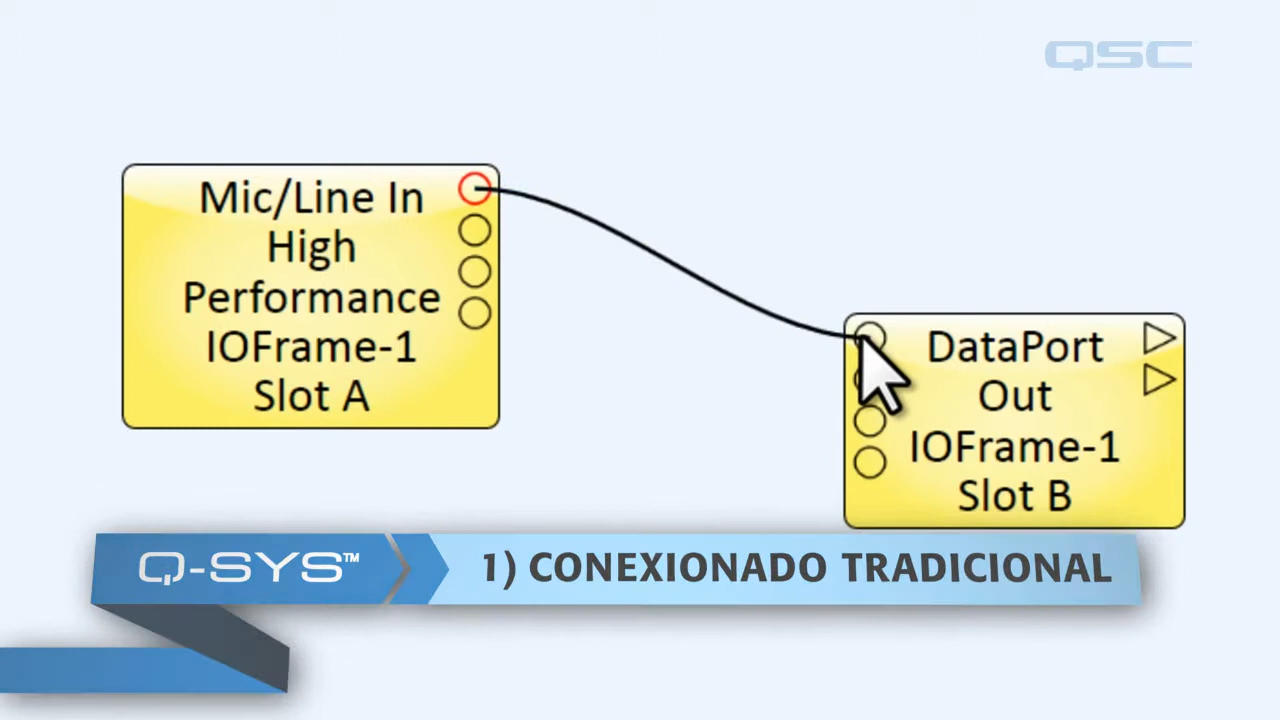 QSC
Mic/Line In
High
Performance
IOFrame-1
Slot A
DataPort
Out
IOFrame-1
Slot B
Q-SYS™
1) CONEXIONADO TRADICIONAL